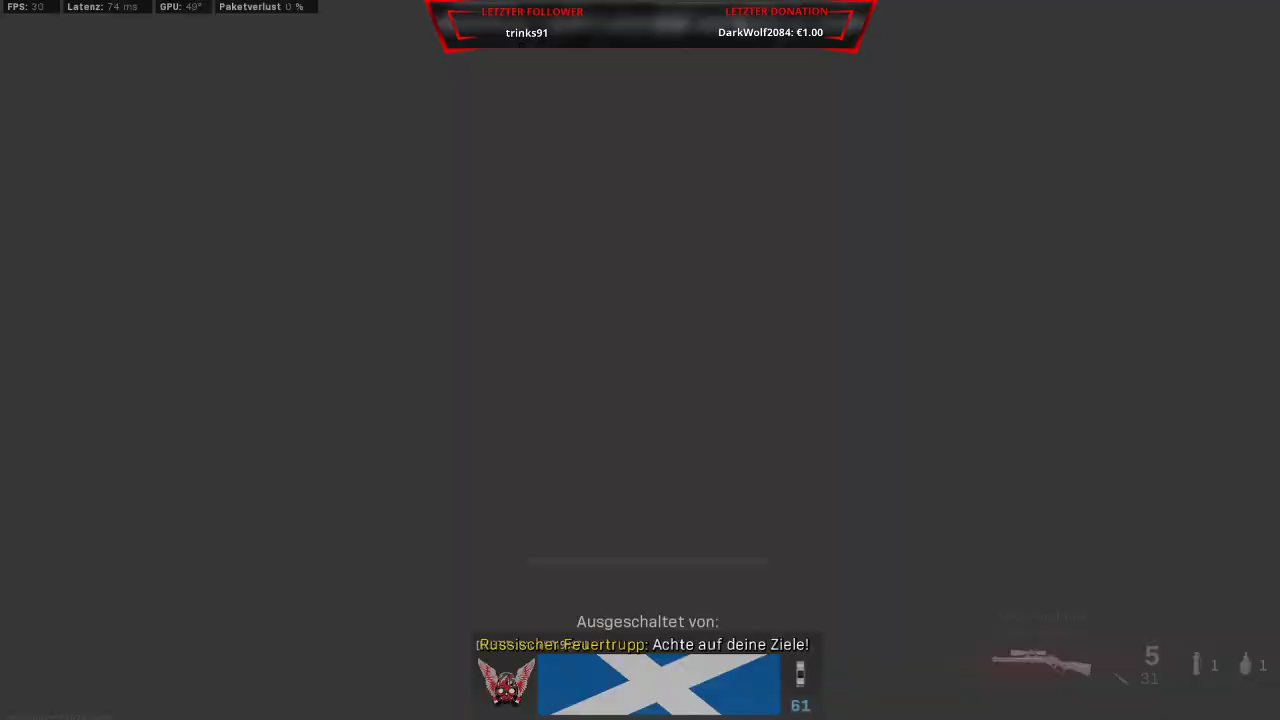 FPS: 30 Latenz: 74 ms GPU: 49° Paketverlust 0 %
LETZTER FOLLOWER LETZTER DONATION
trinks91 DarkWolf2084: €1.00
Ausgeschaltet von:
Russischer Feuertrupp: Achte auf deine Ziele!
5
31
1
1
61